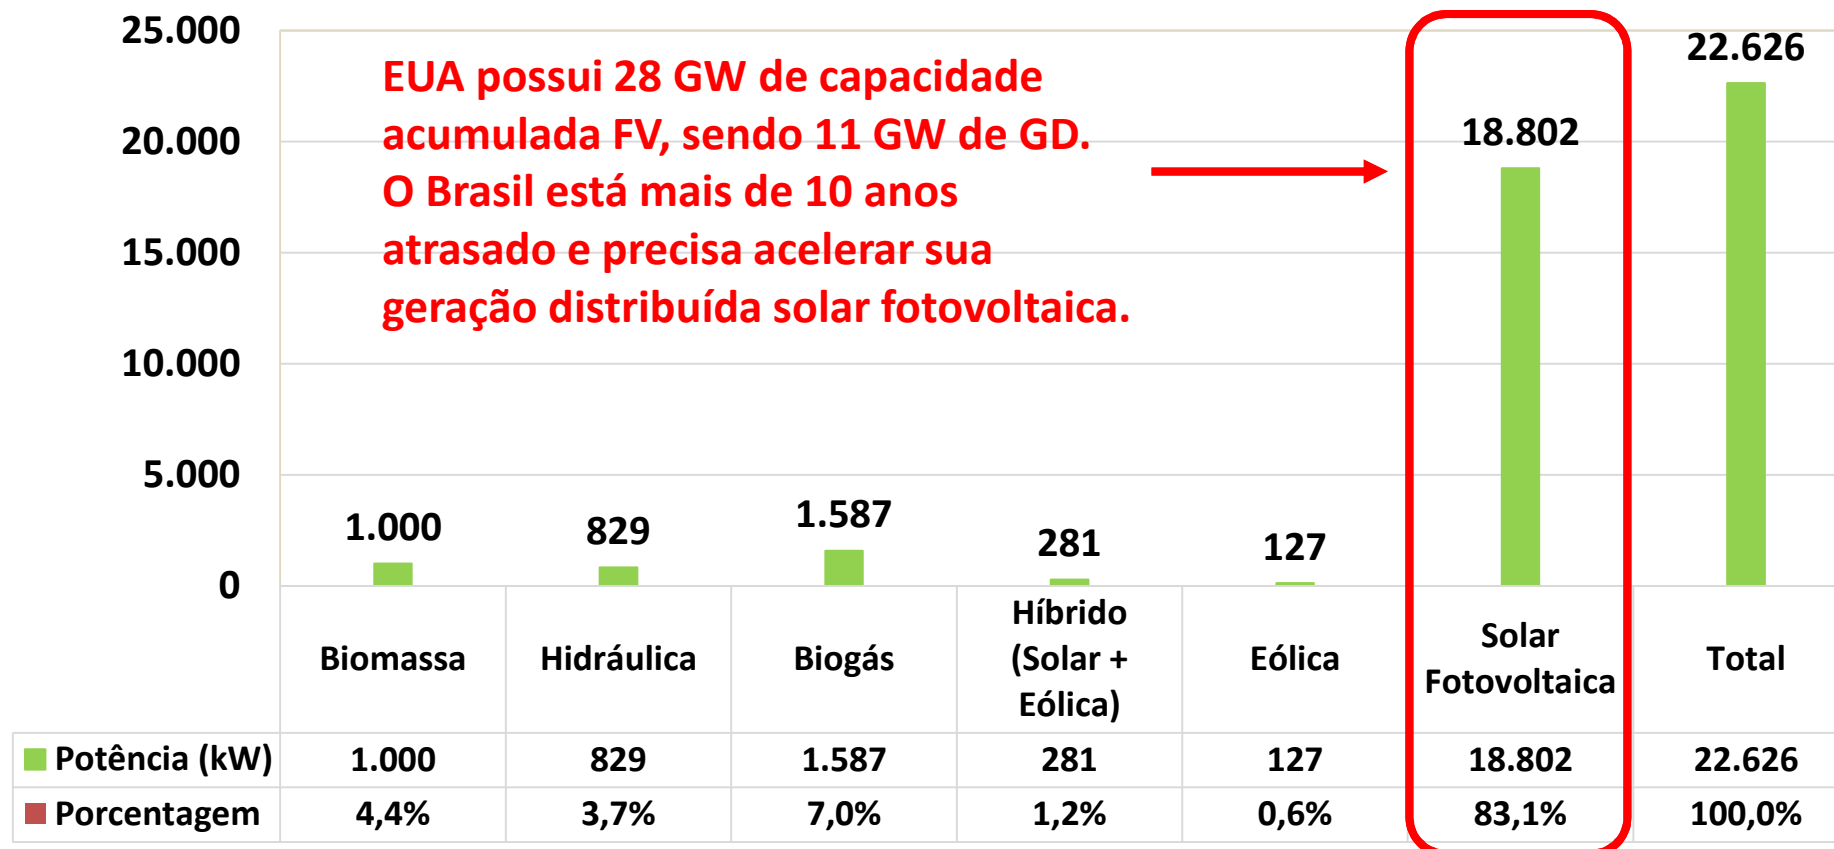 25.000
20.000
15.000
10.000
5.000
0
EUA possui 28 GW de capacidade
acumulada FV, sendo 11 GW de GD.
O Brasil está mais de 10 anos
atrasado e precisa acelerar sua
geração distribuída solar fotovoltaica.
1.000
829
1.587
281
127
18.802
22.626
Biomassa
Hidráulica
Biogás
Híbrido
(Solar +
Eólica)
Eólica
Solar
Fotovoltaica
Total
Potência (kW) 1.000 829 1.587 281 127 18.802 22.626
Porcentagem 4,4% 3,7% 7,0% 1,2% 0,6% 83,1% 100,0%